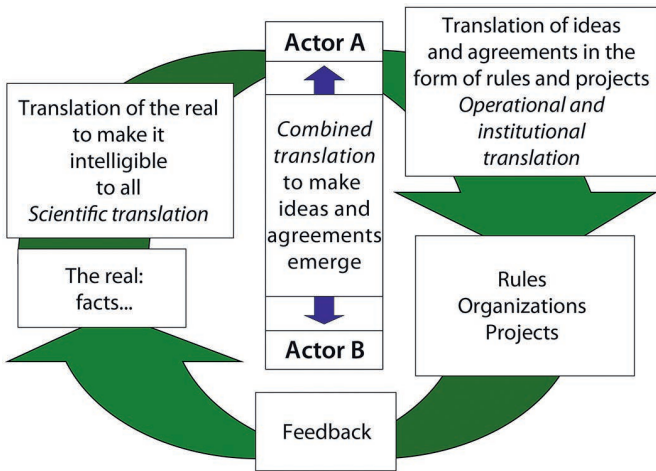 Actor A
Combined
translation
to make
ideas and
agreements
emerge
Actor B
Translation of ideas
and agreements in the
form of rules and projects
Operational and
institutional
translation
Rules
Organizations
Projects
Feedback
The real:
facts...
Translation of the real
to make it
intelligible
to all
Scientific translation